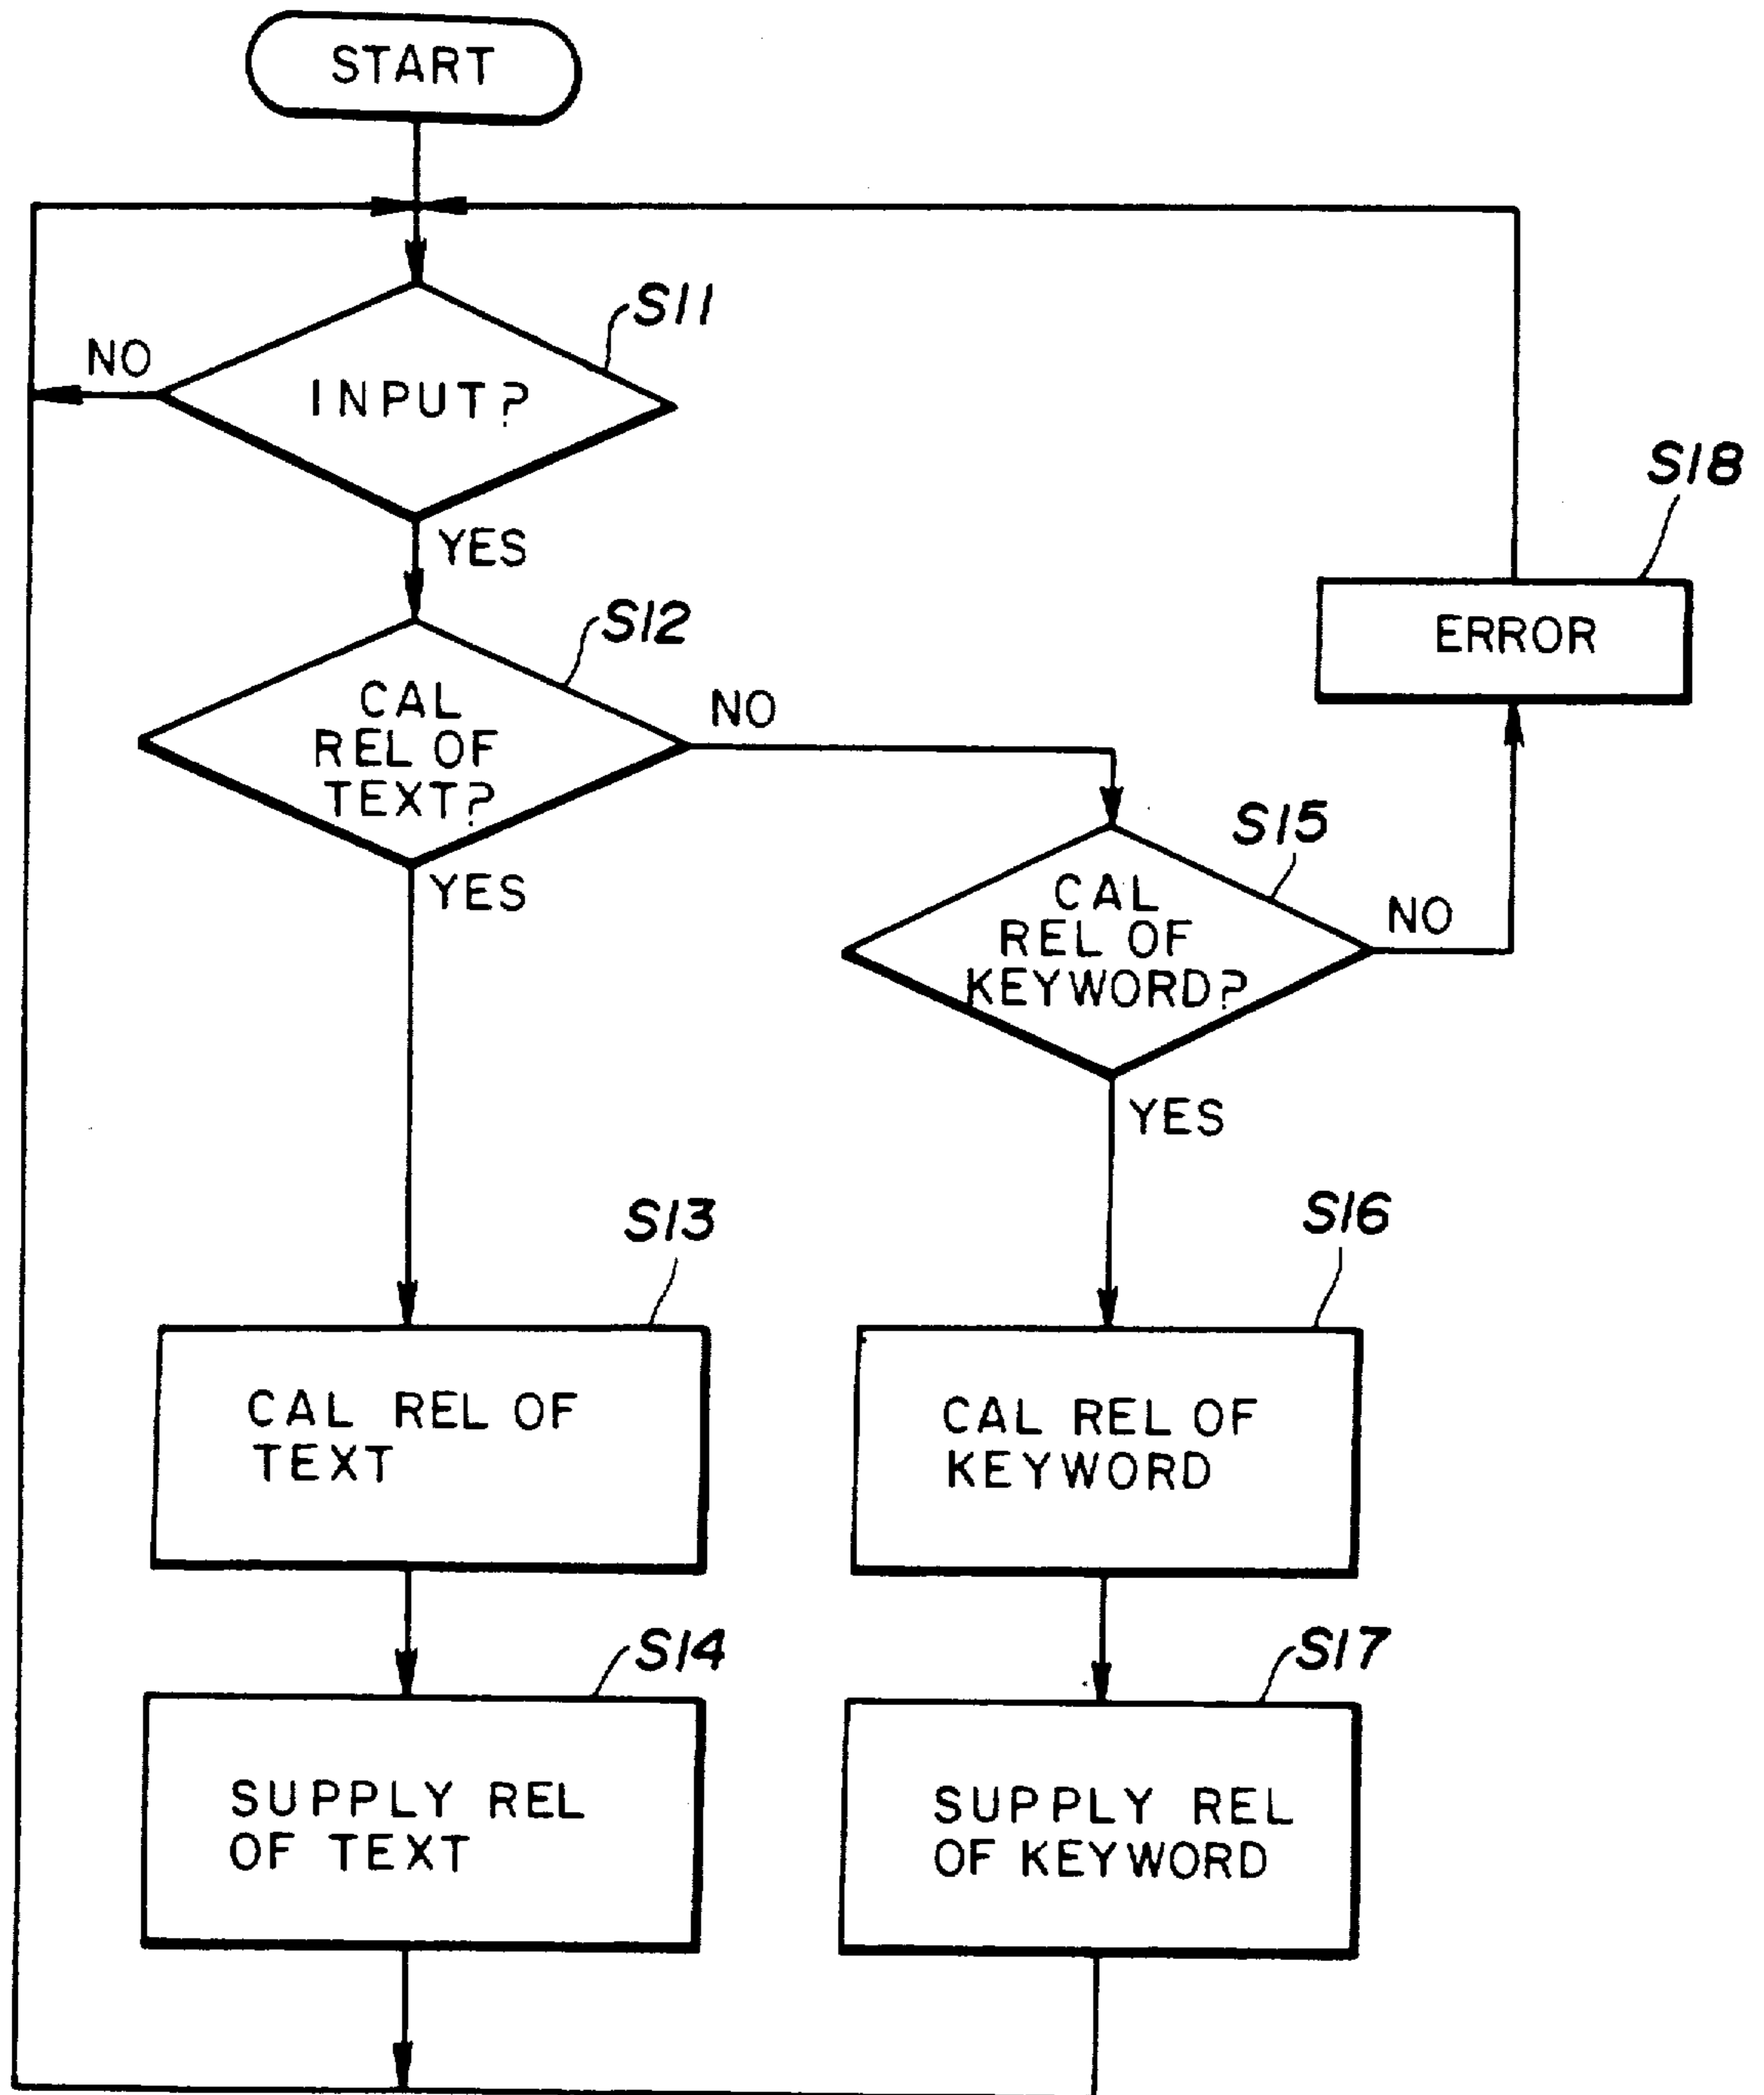 START
S11
NO
INPUT?
YES
S18
ERROR
S12
CAL
REL OF
TEXT?
NO
YES
S15
CAL
REL OF
KEYWORD?
NO
YES
S13
S16
CAL REL OF
TEXT
CAL REL OF
KEYWORD
S14
S17
SUPPLY REL
OF TEXT
SUPPLY REL
OF KEYWORD